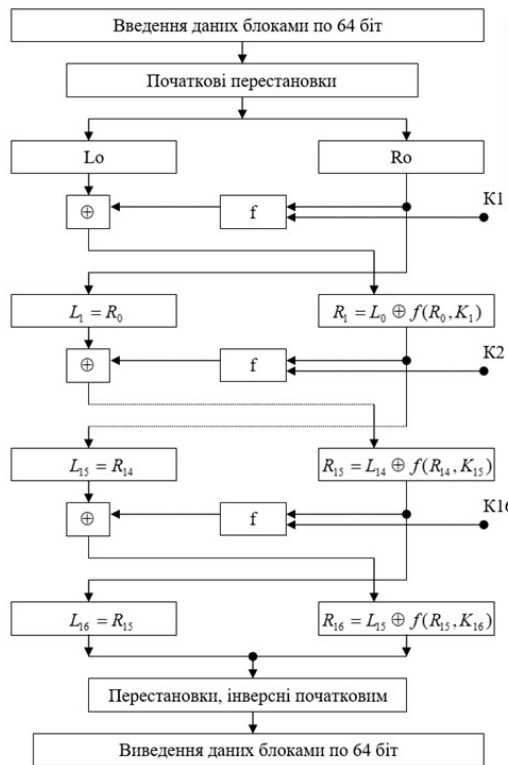 Введення даних блоками по 64 біт
Початкові перестановки
Lo
Ro
K1
⊕
f
L₁ = R₀
R₁ = L₀ ⊕ f(R₀, K₁)
K2
⊕
f
L₁₅ = R₁₄
R₁₅ = L₁₄ ⊕ f(R₁₄, K₁₅)
K16
⊕
f
L₁₆ = R₁₅
R₁₆ = L₁₅ ⊕ f(R₁₅, K₁₆)
Перестановки, інверсні початковим
Виведення даних блоками по 64 біт